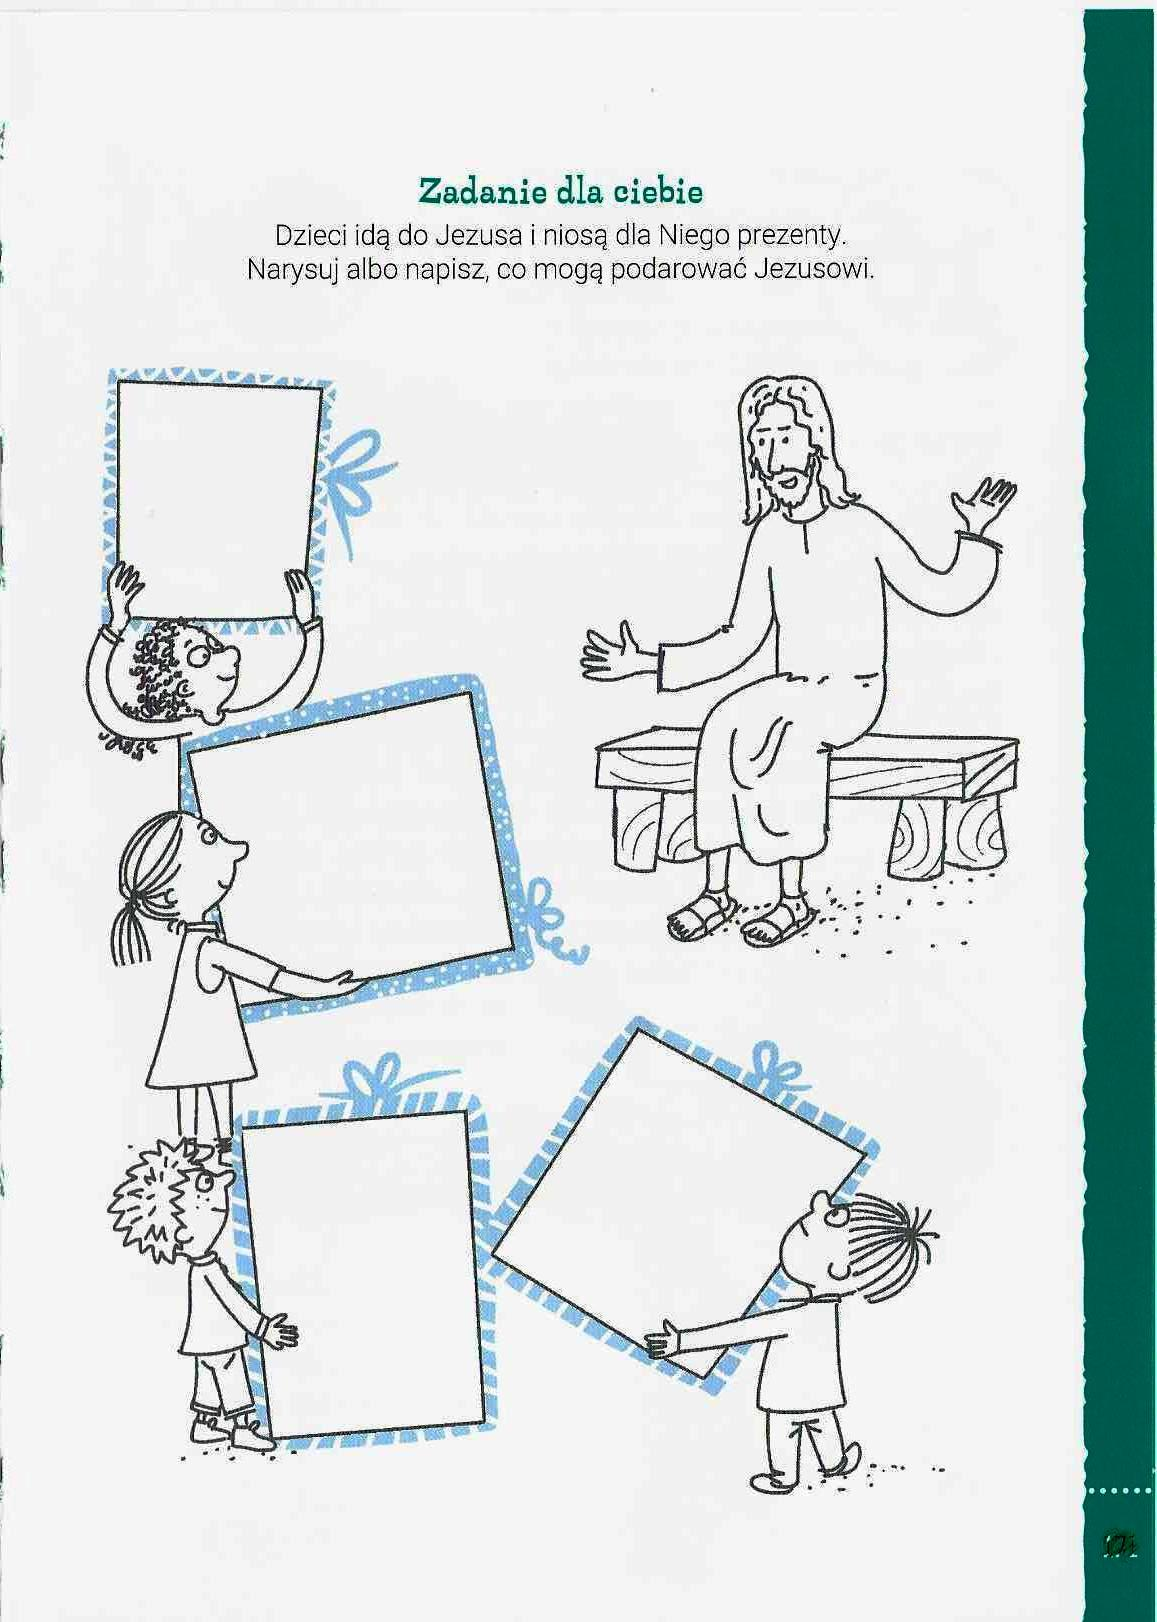 Zadanie dla ciebie
Dzieci idą do Jezusa i niosą dla Niego prezenty.
Narysuj albo napisz, co mogą podarować Jezusowi.